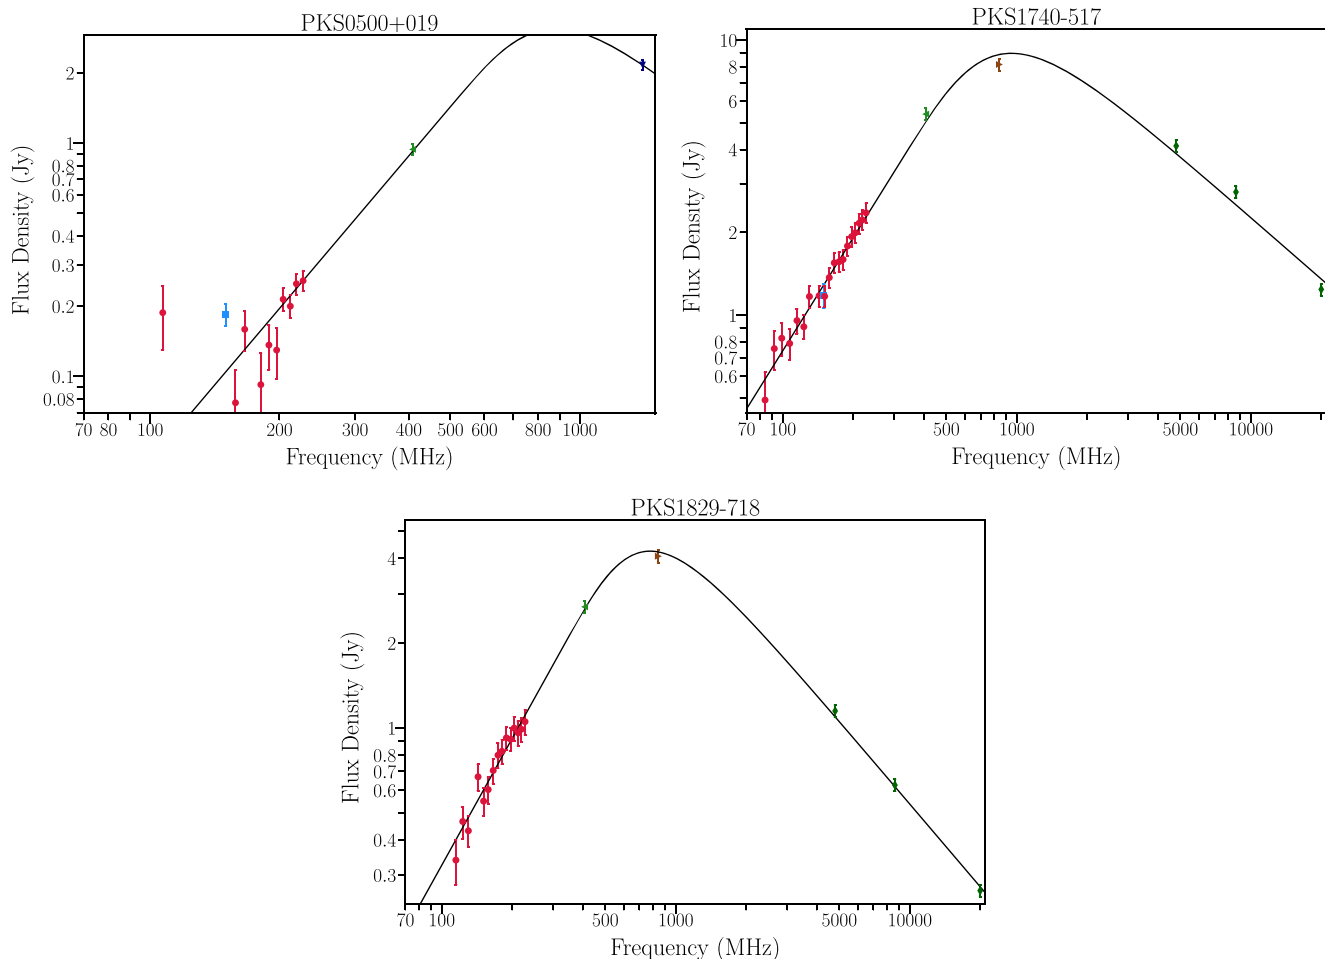 PKS0500+019
2
1
0.8
0.7
0.6
0.4
0.3
0.2
0.1
0.08
Flux Density (Jy)
70 80 100 200 300 400 500 600 800 1000
Frequency (MHz)
PKS1740-517
10
8
6
4
2
1
0.8
0.7
0.6
Flux Density (Jy)
70 100 500 1000 5000 10000
Frequency (MHz)
PKS1829-718
4
2
1
0.8
0.7
0.6
0.4
0.3
Flux Density (Jy)
70 100 500 1000 5000 10000
Frequency (MHz)